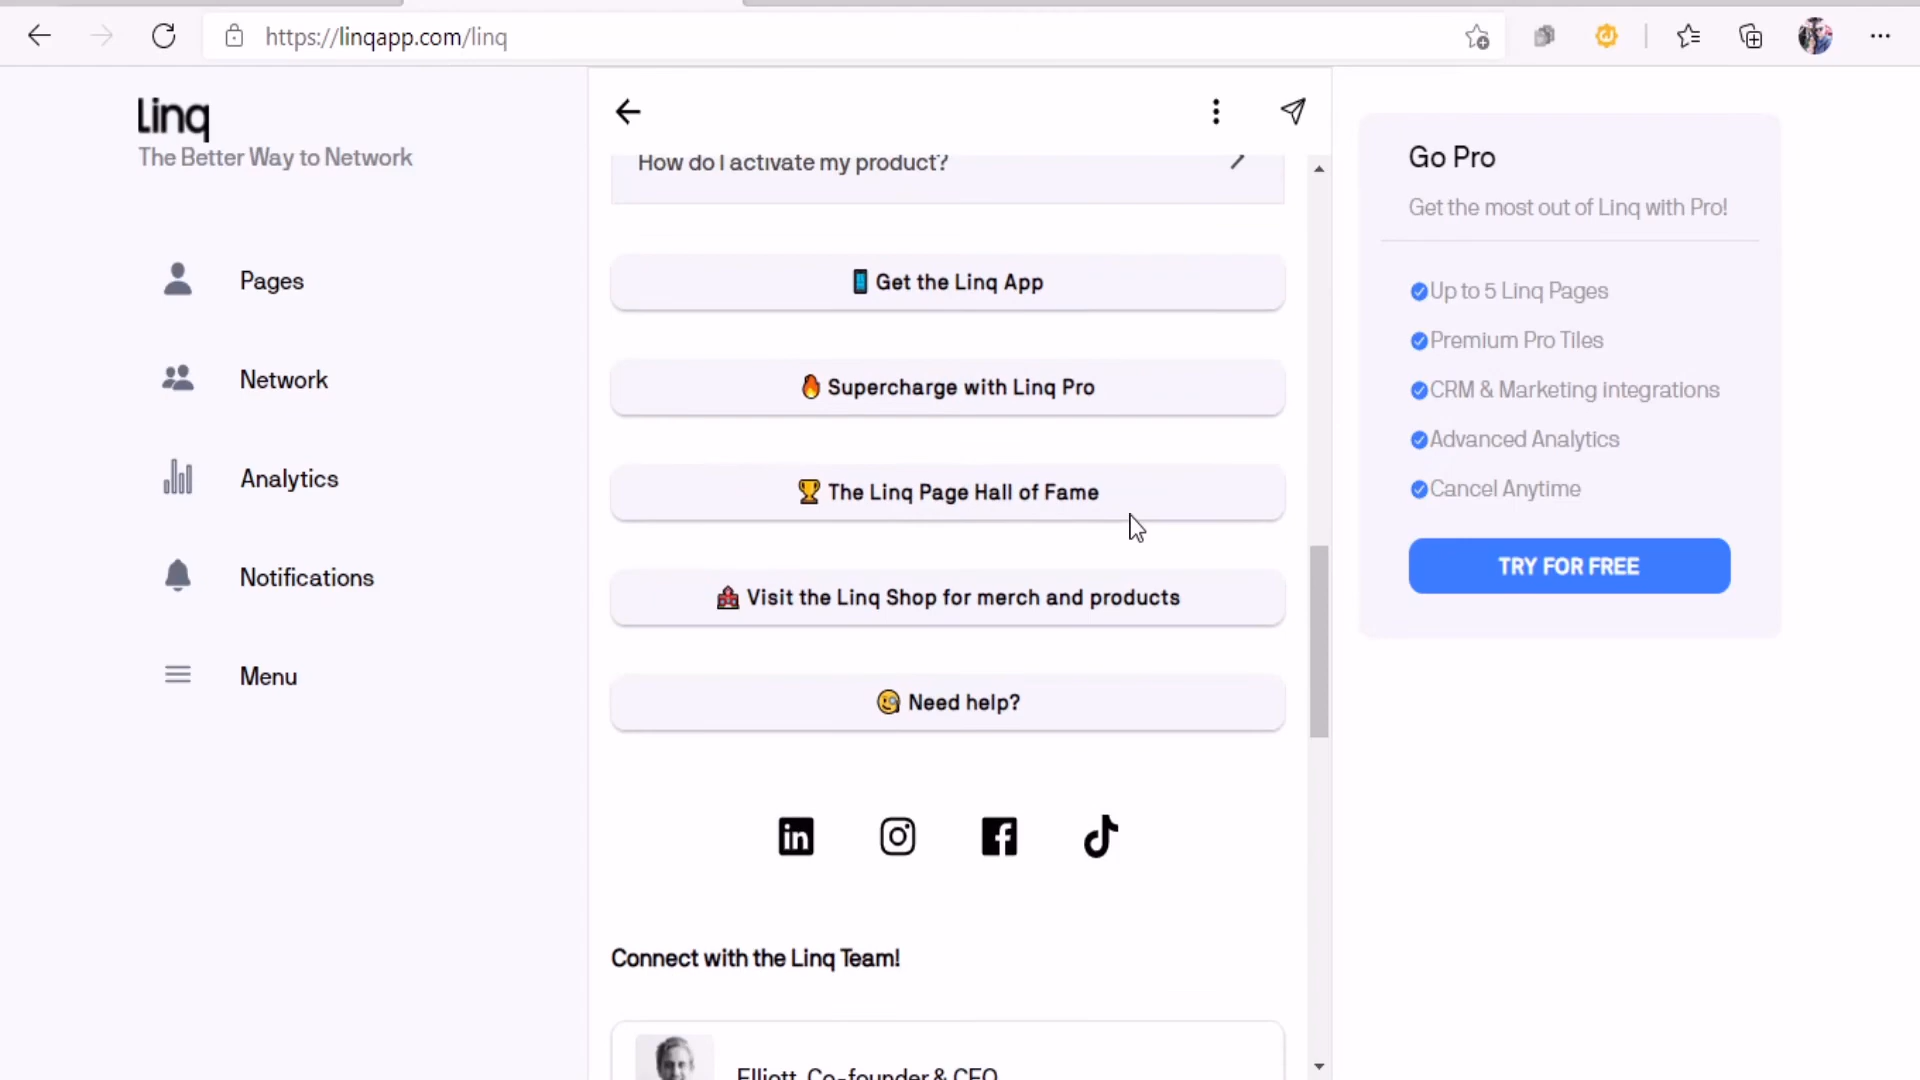 https://linqapp.com/linq
Linq
The Better Way to Network
Pages
Network
Analytics
Notifications
Menu
How do I activate my product?
Get the Linq App
Supercharge with Linq Pro
The Linq Page Hall of Fame
Visit the Linq Shop for merch and products
Need help?
Connect with the Linq Team!
Elliott, Co-founder & CEO
Go Pro
Get the most out of Linq with Pro!
Up to 5 Linq Pages
Premium Pro Tiles
CRM & Marketing integrations
Advanced Analytics
Cancel Anytime
TRY FOR FREE